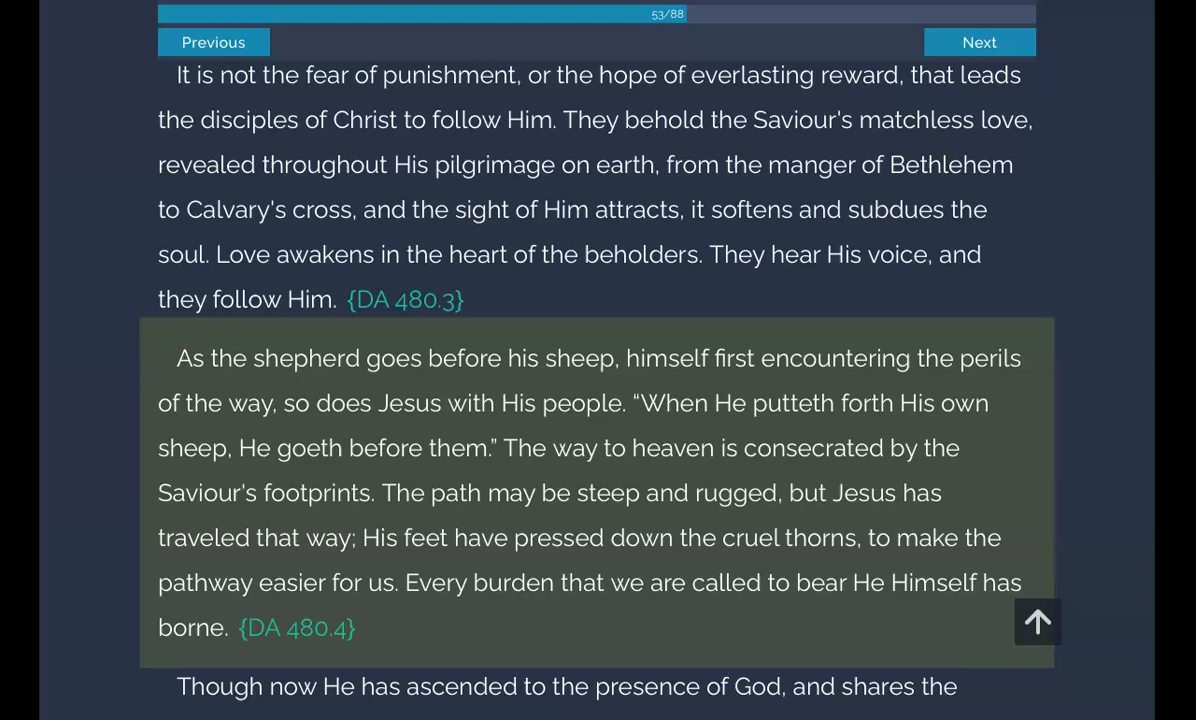 53/88
Previous
Next
It is not the fear of punishment, or the hope of everlasting reward, that leads
the disciples of Christ to follow Him. They behold the Saviour's matchless love,
revealed throughout His pilgrimage on earth, from the manger of Bethlehem
to Calvary's cross, and the sight of Him attracts, it softens and subdues the
soul. Love awakens in the heart of the beholders. They hear His voice, and
they follow Him. {DA 480.3}
As the shepherd goes before his sheep, himself first encountering the perils
of the way, so does Jesus with His people. “When He putteth forth His own
sheep, He goeth before them.” The way to heaven is consecrated by the
Saviour's footprints. The path may be steep and rugged, but Jesus has
traveled that way; His feet have pressed down the cruel thorns, to make the
pathway easier for us. Every burden that we are called to bear He Himself has
borne. {DA 480.4}
Though now He has ascended to the presence of God, and shares the